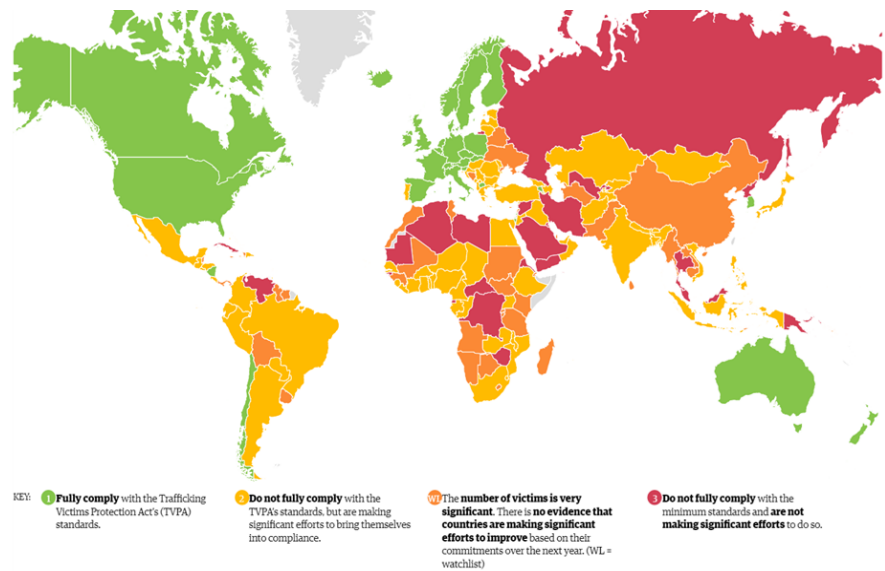 KEY:
1 Fully comply with the Trafficking
Victims Protection Act's (TVPA)
standards.
2 Do not fully comply with the
TVPA's standards, but are making
significant efforts to bring themselves
into compliance.
WL The number of victims is very
significant. There is no evidence that
countries are making significant
efforts to improve based on their
commitments over the next year. (WL =
watchlist)
3 Do not fully comply with the
minimum standards and are not
making significant efforts to do so.